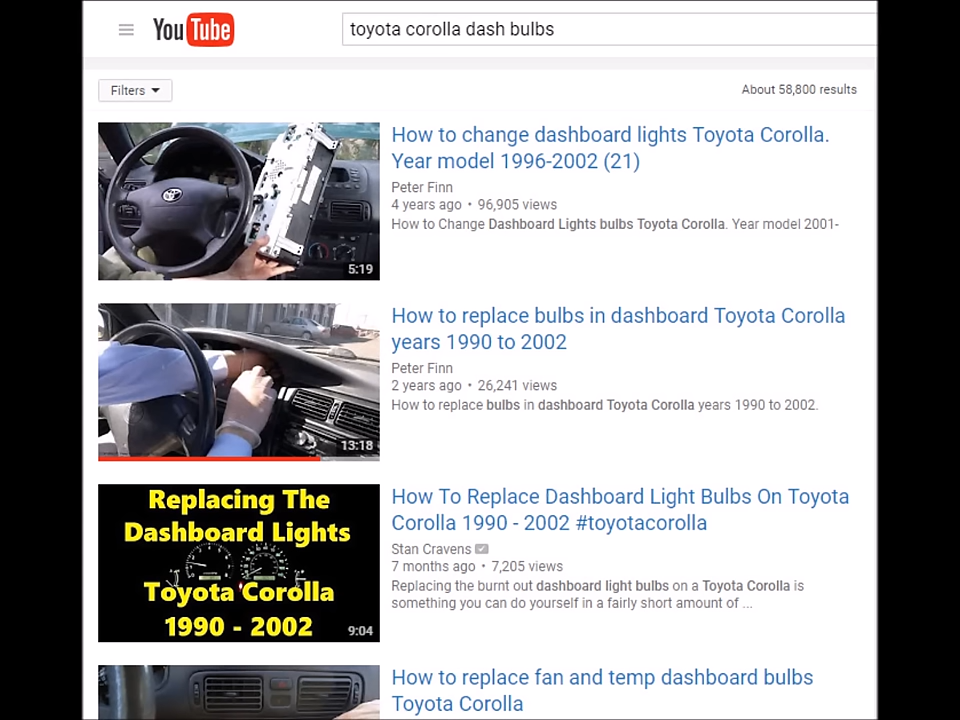 YouTube
toyota corolla dash bulbs
Filters
About 58,800 results
How to change dashboard lights Toyota Corolla.
Year model 1996-2002 (21)
Peter Finn
4 years ago • 96,905 views
How to Change Dashboard Lights bulbs Toyota Corolla. Year model 2001-
5:19
How to replace bulbs in dashboard Toyota Corolla
years 1990 to 2002
Peter Finn
2 years ago • 26,241 views
How to replace bulbs in dashboard Toyota Corolla years 1990 to 2002.
13:18
Replacing The
Dashboard Lights
Toyota Corolla
1990 - 2002
9:04
How To Replace Dashboard Light Bulbs On Toyota
Corolla 1990 - 2002 #toyotacorolla
Stan Cravens
7 months ago • 7,205 views
Replacing the burnt out dashboard light bulbs on a Toyota Corolla is
something you can do yourself in a fairly short amount of ...
How to replace fan and temp dashboard bulbs
Toyota Corolla